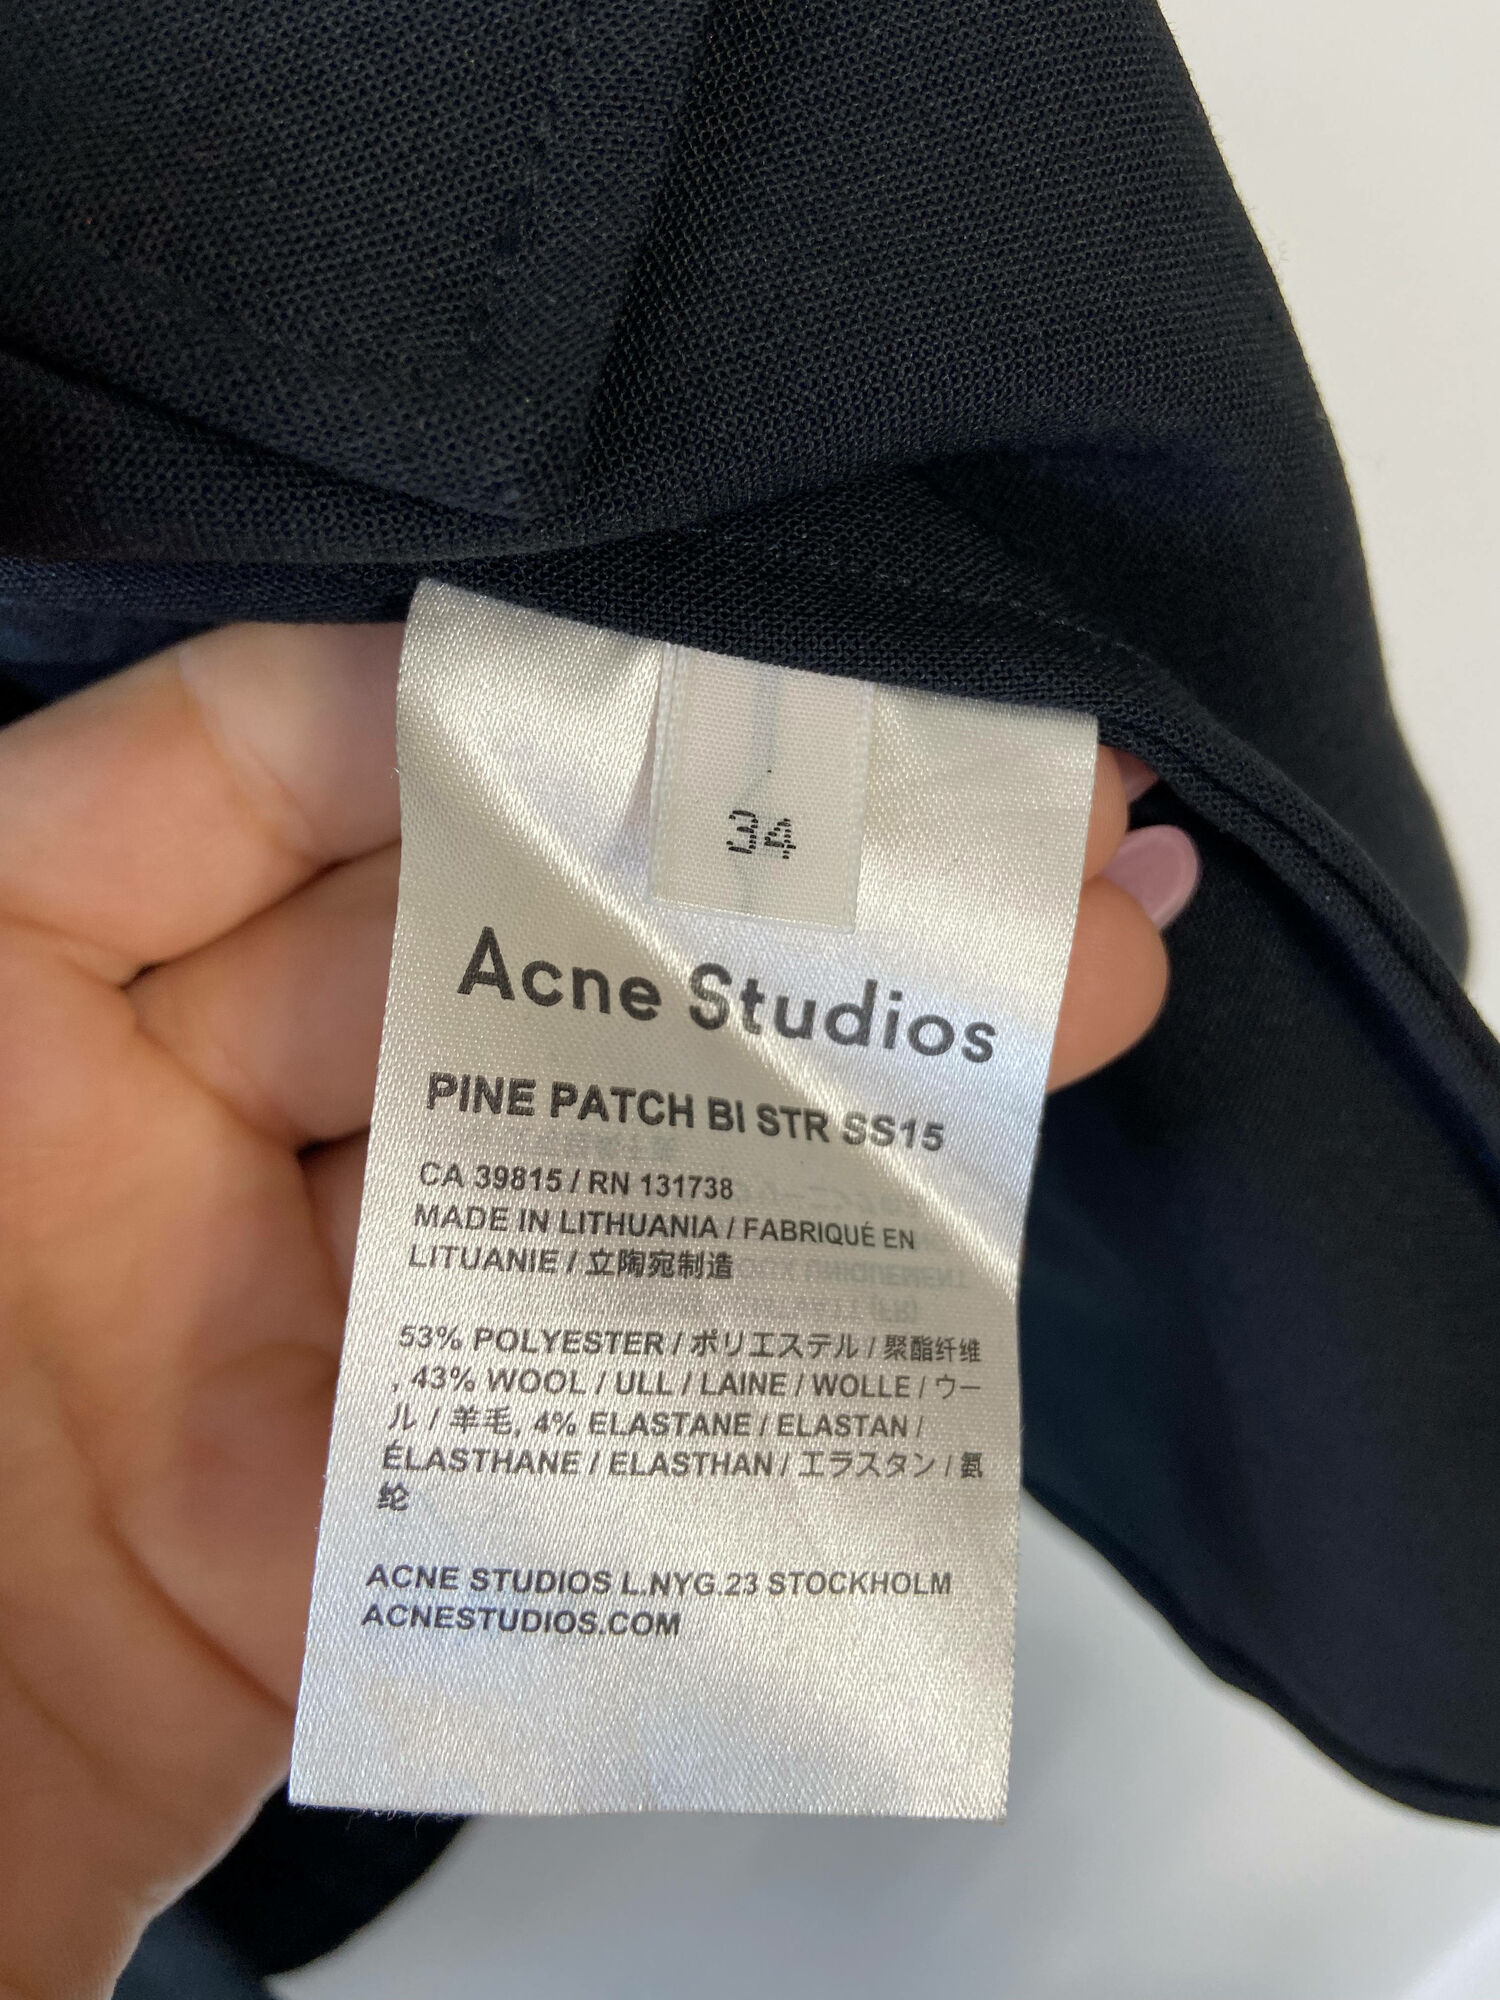 34
Acne Studios
PINE PATCH BI STR SS15
CA 39815 / RN 131738
MADE IN LITHUANIA / FABRIQUÉ EN
LITUANIE / 立陶宛制造
53% POLYESTER / ポリエステル / 聚酯纤维
, 43% WOOL / ULL / LAINE / WOLLE / ウー
ル / 羊毛, 4% ELASTANE / ELASTAN /
ÉLASTHANE / ELASTHAN / エラスタン / 氨
纶
ACNE STUDIOS L.NYG.23 STOCKHOLM
ACNESTUDIOS.COM